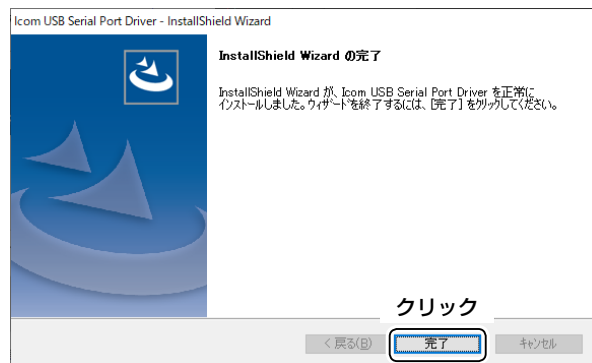 Icom USB Serial Port Driver - InstallShield Wizard
InstallShield Wizard の完了
InstallShield Wizard が、Icom USB Serial Port Driver を正常に
インストールしました。ウィザードを終了するには、[完了] をクリックしてください。
クリック
< 戻る(B) 完了 キャンセル